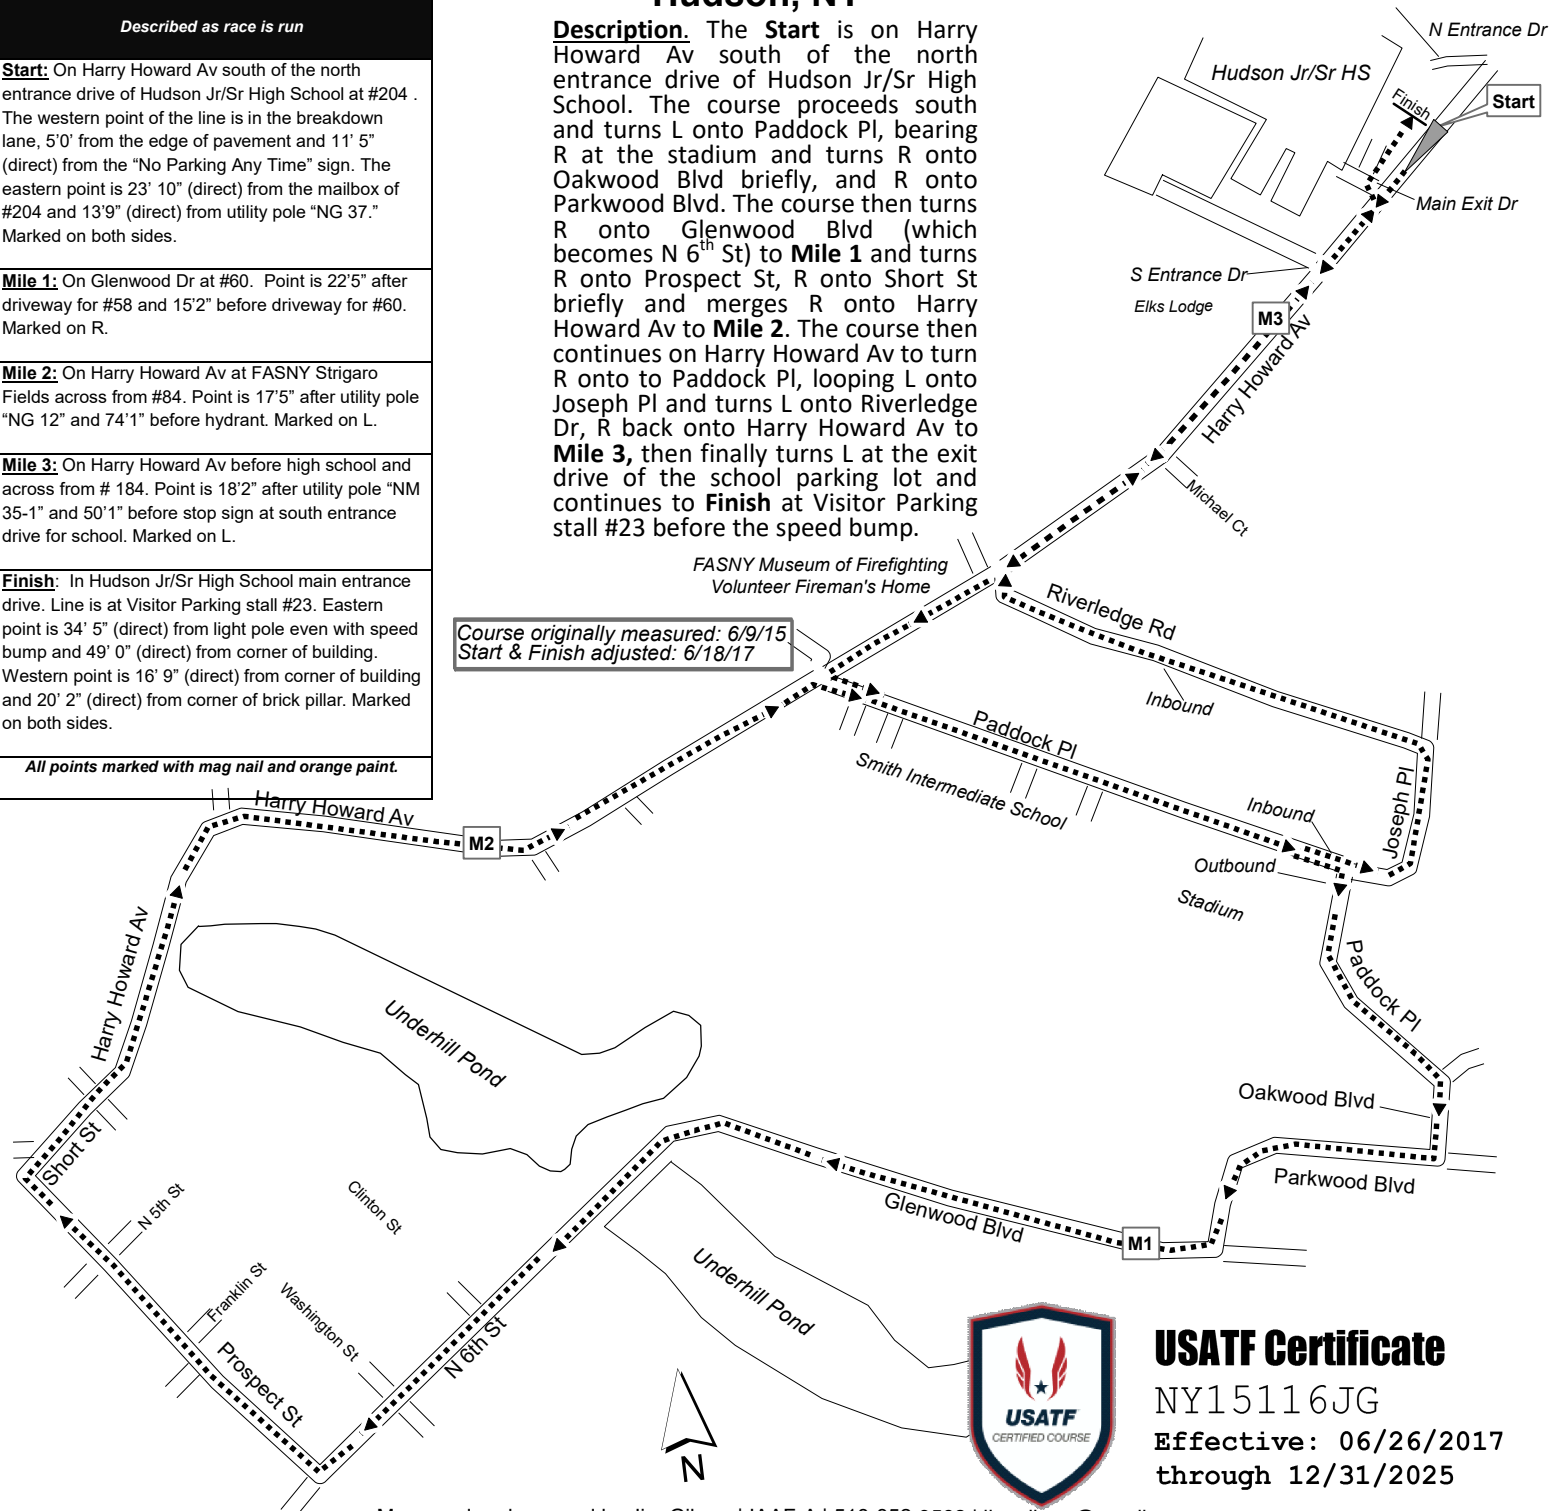 Hudson, NY
Described as race is run
Start: On Harry Howard Av south of the north
entrance drive of Hudson Jr/Sr High School at #204 .
The western point of the line is in the breakdown
lane, 5'0' from the edge of pavement and 11' 5”
(direct) from the “No Parking Any Time” sign. The
eastern point is 23' 10” (direct) from the mailbox of
#204 and 13'9” (direct) from utility pole “NG 37.”
Marked on both sides.
Mile 1: On Glenwood Dr at #60.  Point is 22'5” after
driveway for #58 and 15'2” before driveway for #60.
Marked on R.
Mile 2: On Harry Howard Av at FASNY Strigaro
Fields across from #84. Point is 17'5” after utility pole
“NG 12” and 74'1” before hydrant. Marked on L.
Mile 3: On Harry Howard Av before high school and
across from # 184. Point is 18'2” after utility pole “NM
35-1” and 50'1” before stop sign at south entrance
drive for school. Marked on L.
Finish:  In Hudson Jr/Sr High School main entrance
drive. Line is at Visitor Parking stall #23. Eastern
point is 34' 5” (direct) from light pole even with speed
bump and 49' 0” (direct) from corner of building.
Western point is 16' 9” (direct) from corner of building
and 20' 2” (direct) from corner of brick pillar. Marked
on both sides.
All points marked with mag nail and orange paint.
Description. The Start is on Harry
Howard Av south of the north
entrance drive of Hudson Jr/Sr High
School. The course proceeds south
and turns L onto Paddock Pl, bearing
R at the stadium and turns R onto
Oakwood Blvd briefly, and R onto
Parkwood Blvd. The course then turns
R onto Glenwood Blvd (which
becomes N 6th St) to Mile 1 and turns
R onto Prospect St, R onto Short St
briefly and merges R onto Harry
Howard Av to Mile 2. The course then
continues on Harry Howard Av to turn
R onto to Paddock Pl, looping L onto
Joseph Pl and turns L onto Riverledge
Dr, R back onto Harry Howard Av to
Mile 3, then finally turns L at the exit
drive of the school parking lot and
continues to Finish at Visitor Parking
stall #23 before the speed bump.
N Entrance Dr
Hudson Jr/Sr HS
Finish
Start
Main Exit Dr
S Entrance Dr
Elks Lodge
M3
Harry Howard Av
Michael Ct
FASNY Museum of Firefighting
Volunteer Fireman's Home
Riverledge Rd
Course originally measured: 6/9/15
Start & Finish adjusted: 6/18/17
Inbound
Paddock Pl
Smith Intermediate School
Joseph Pl
Inbound
Outbound
Stadium
Harry Howard Av
M2
Harry Howard Av
Paddock Pl
Underhill Pond
Oakwood Blvd
Parkwood Blvd
Short St
N 5th St
Clinton St
Glenwood Blvd
M1
Franklin St
Washington St
Underhill Pond
N 6th St
Prospect St
N
USATF
CERTIFIED COURSE
USATF Certificate
NY15116JG
Effective: 06/26/2017
through 12/31/2025